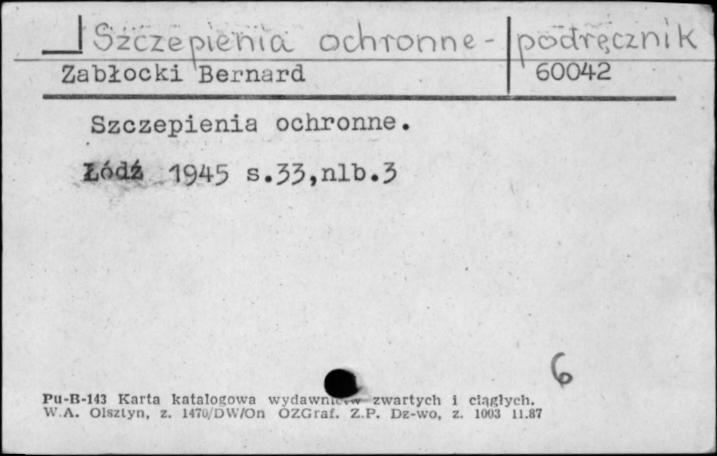 Szczepienia ochronne - podręcznik
Zabłocki Bernard 60042
Szczepienia ochronne.
Łódź 1945 s.33,nlb.3
6
Pu-B-143 Karta katalogowa wydawnictw zwartych i ciągłych.
W.A. Olsztyn, z. 1470/DW/On OZGraf. Z.P. Dz-wo, z. 1003 11.87